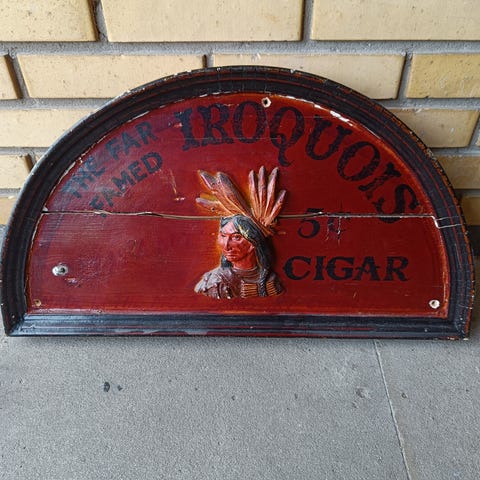 THE FAR
FAMED
IROQUOIS
5¢
CIGAR